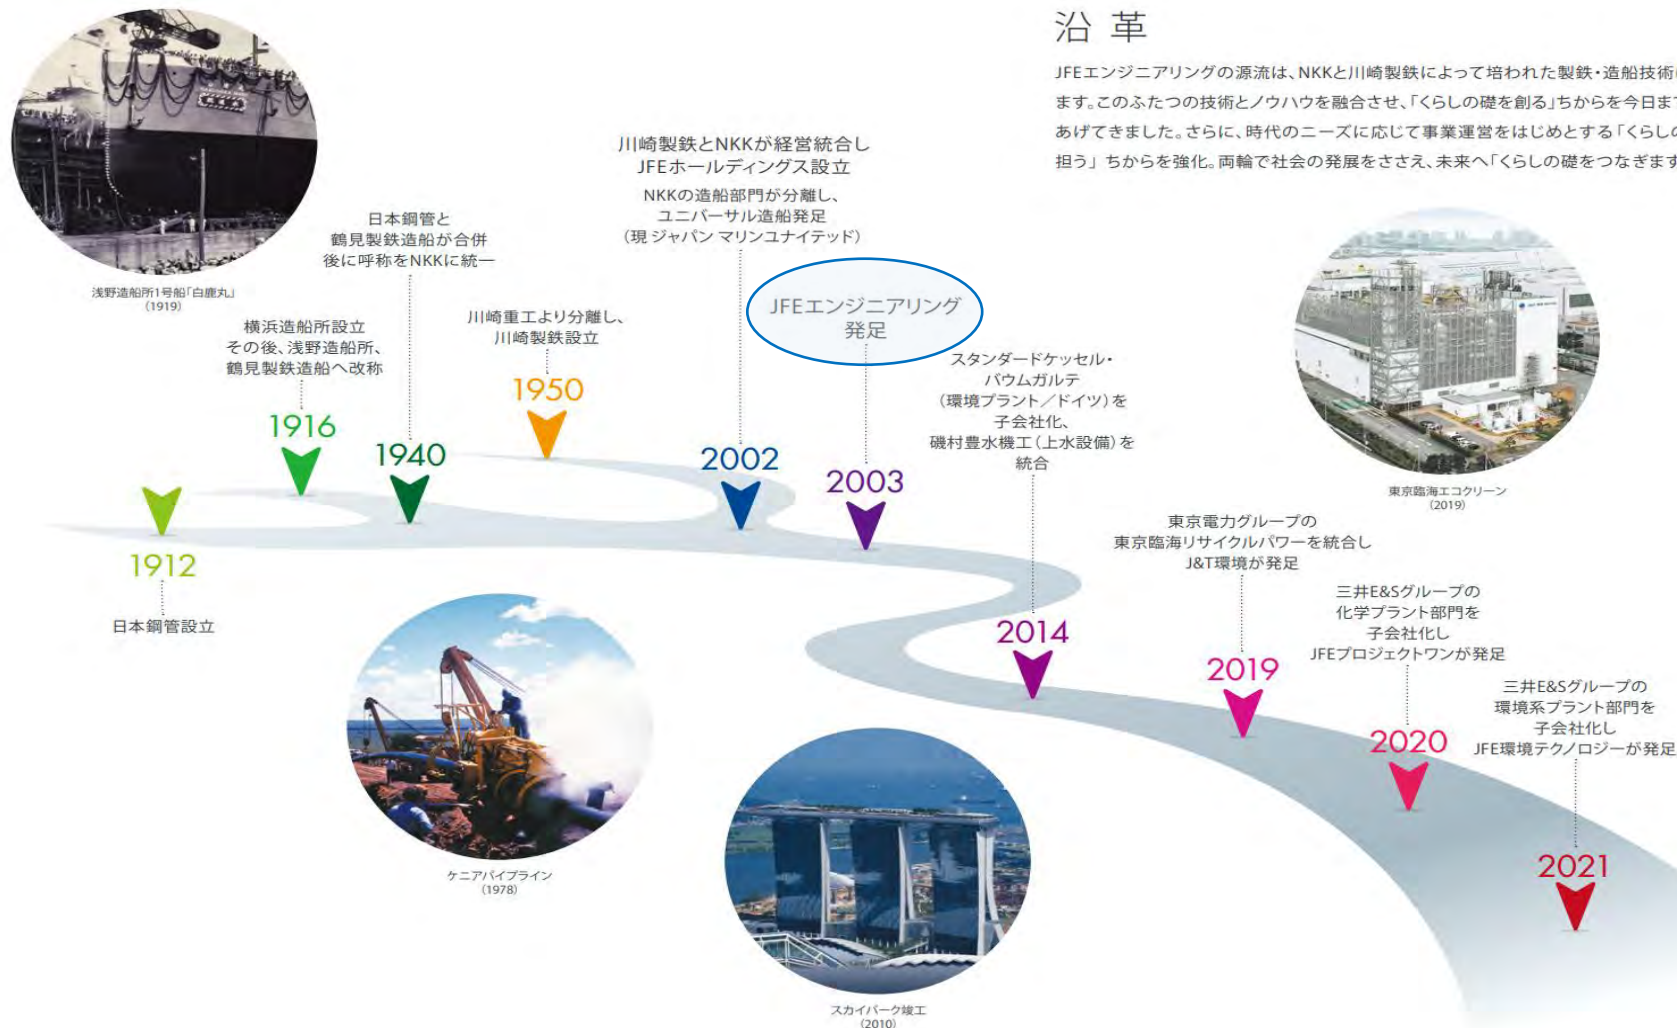 沿 革
JFEエンジニアリングの源流は、NKKと川崎製鉄によって培われた製鉄・造船技術に
ます。このふたつの技術とノウハウを融合させ、「くらしの礎を創る」ちからを今日まで
あげてきました。さらに、時代のニーズに応じて事業運営をはじめとする「くらしの
担う」ちからを強化。両輪で社会の発展をささえ、未来へ「くらしの礎をつなぎます
浅野造船所1号船「白鹿丸」
(1919)
1912
日本鋼管設立
横浜造船所設立
その後、浅野造船所、
鶴見製鉄造船へ改称
1916
日本鋼管と
鶴見製鉄造船が合併
後に呼称をNKKに統一
1940
川崎重工より分離し、
川崎製鉄設立
1950
川崎製鉄とNKKが経営統合し
JFEホールディングス設立
NKKの造船部門が分離し、
ユニバーサル造船発足
(現 ジャパン マリンユナイテッド)
2002
JFEエンジニアリング
発足
2003
スタンダードケッセル・
バウムガルテ
(環境プラント/ドイツ)を
子会社化、
磯村豊水機工(上水設備)を
統合
2014
東京電力グループの
東京臨海リサイクルパワーを統合し
J&T環境が発足
2019
三井E&Sグループの
化学プラント部門を
子会社化し
JFEプロジェクトワンが発足
2020
三井E&Sグループの
環境系プラント部門を
子会社化し
JFE環境テクノロジーが発足
2021
東京臨海エコクリーン
(2019)
ケニアパイプライン
(1978)
スカイパーク竣工
(2010)